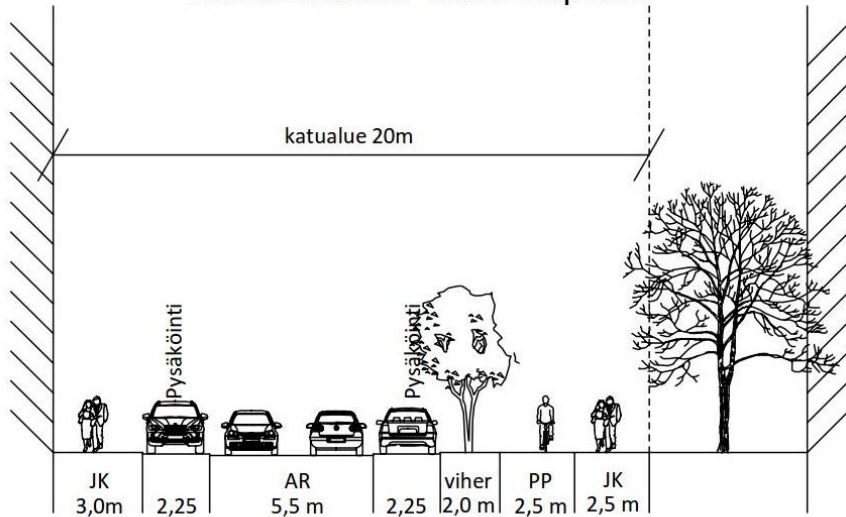 katualue 20m
Pysäköinti
Pysäköinti
JK
3,0m
2,25
AR
5,5 m
2,25
viher
2,0 m
PP
2,5 m
JK
2,5 m